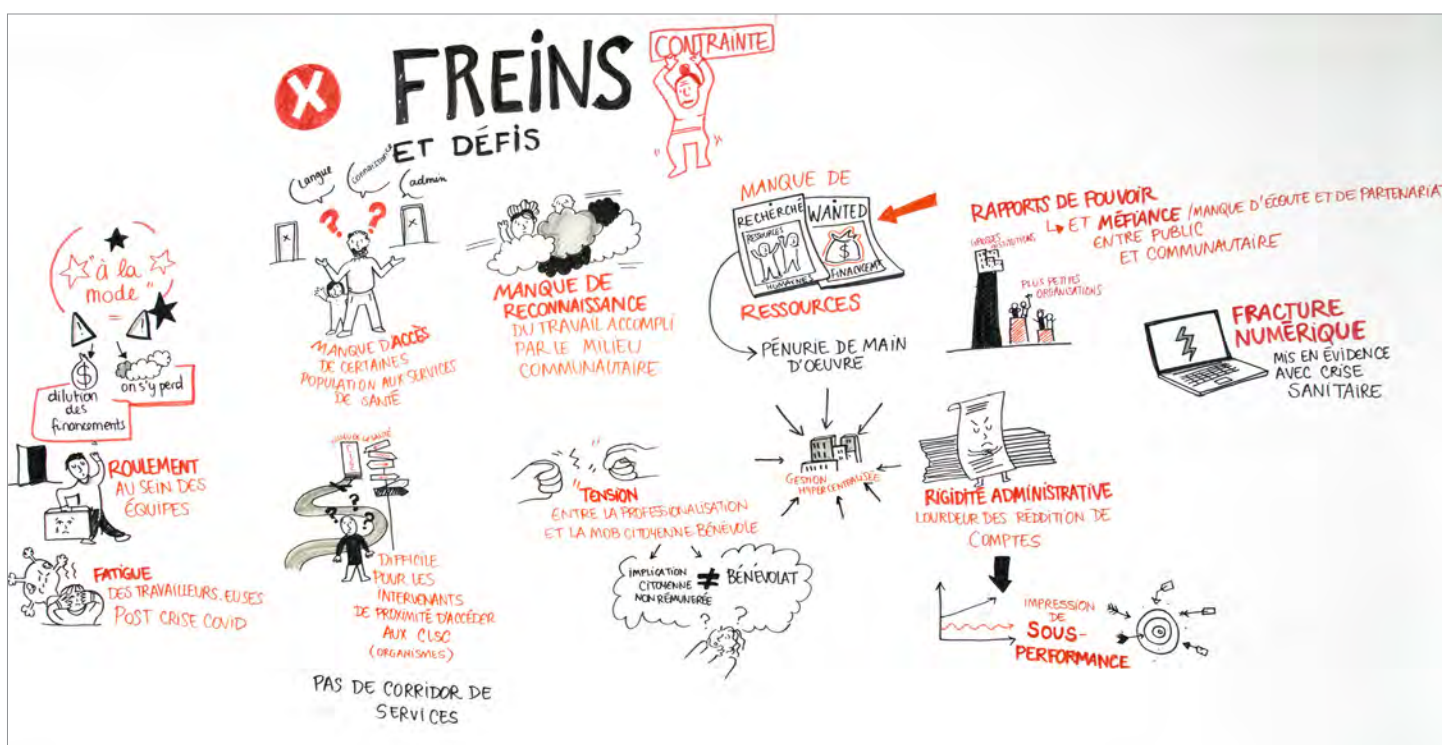 X
FREINS
ET DÉFIS
CONTRAINTE
"à la
mode"
$
dilution
des
financements
on s'y perd
ROULEMENT
AU SEIN DES
ÉQUIPES
FATIGUE
DES TRAVAILLEURS.EUSES
POST CRISE COVID
langue
connaissance
admin
? ?
x
x
MANQUE D'ACCÈS
DE CERTAINES
POPULATION AUX SERVICES
DE SANTÉ
? ? ?
DIFFICILE
POUR LES
INTERVENANTS
DE PROXIMITÉ D'ACCÉDER
AUX CLSC
(ORGANISMES)
PAS DE CORRIDOR DE
SERVICES
MANQUE DE
RECONNAISSANCE
DU TRAVAIL ACCOMPLI
PAR LE MILIEU
COMMUNAUTAIRE
"TENSION
ENTRE LA PROFESSIONALISATION
ET LA MOB CITOYENNE BÉNÉVOLE
IMPLICATION
CITOYENNE
NON RÉMUNÉRÉE
≠ BÉNÉVOLAT
? ?
MANQUE DE
RECHERCHÉ
RESSOURCES
HUMAINES
WANTED
$
RESSOURCES
PÉNURIE DE MAIN
D'OEUVRE
GESTION
HYPERCENTRALISÉE
RAPPORTS DE POUVOIR
ET MÉFIANCE /MANQUE D'ÉCOUTE ET DE PARTENARIAT
ENTRE PUBLIC
ET COMMUNAUTAIRE
PLUS PETITES
ORGANISATIONS
FRACTURE
NUMÉRIQUE
MIS EN ÉVIDENCE
AVEC CRISE
SANITAIRE
RIGIDITÉ ADMINISTRATIVE
LOURDEUR DES RÉDDITION DE
COMPTES
IMPRESSION
DE
SOUS-
PERFORMANCE